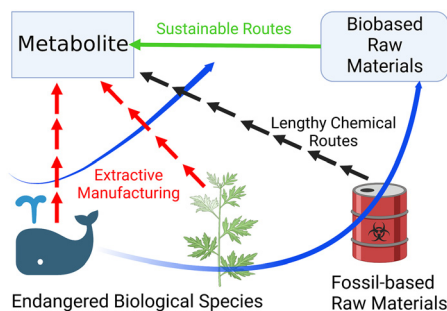 Sustainable Routes
Metabolite
Biobased
Raw
Materials
Lengthy Chemical
Routes
Extractive
Manufacturing
Endangered Biological Species
Fossil-based
Raw Materials